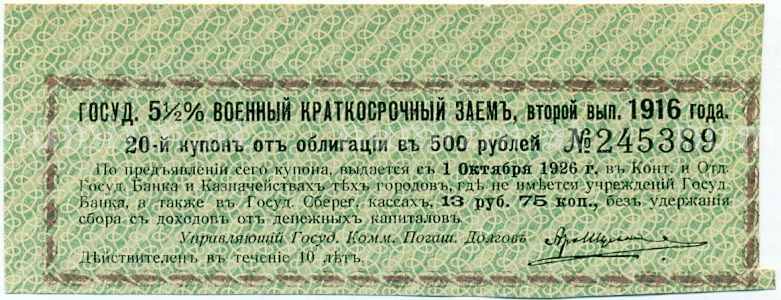 ГОСУД. 5½% ВОЕННЫЙ КРАТКОСРОЧНЫЙ ЗАЕМЪ, второй вып. 1916 года.
20-й купонъ отъ облигаціи въ 500 рублей №245389
По предъявленіи сего купона, выдается съ 1 Октября 1926 г. въ Конт. и Отд.
Госуд. Банка и Казначействахъ тѣхъ городовъ, гдѣ не имѣется учрежденій Госуд.
Банка, а также въ Госуд. Сберег. кассахъ, 13 руб. 75 коп., безъ удержанія
сбора съ доходовъ отъ денежныхъ капиталовъ.
Управляющій Госуд. Комм. Погаш. Долговъ
Дѣйствителенъ въ теченіе 10 лѣтъ.